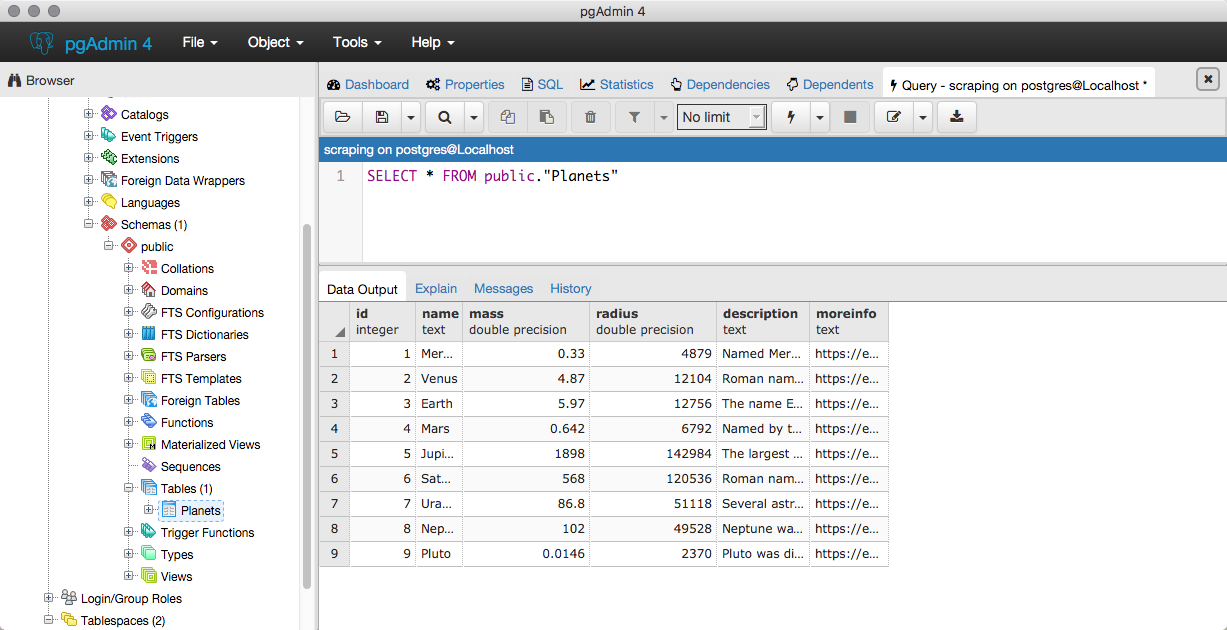 pgAdmin 4
pgAdmin 4 File Object Tools Help
Browser
Catalogs
Event Triggers
Extensions
Foreign Data Wrappers
Languages
Schemas (1)
public
Collations
Domains
FTS Configurations
FTS Dictionaries
FTS Parsers
FTS Templates
Foreign Tables
Functions
Materialized Views
Sequences
Tables (1)
Planets
Trigger Functions
Types
Views
Login/Group Roles
Tablespaces (2)
Dashboard Properties SQL Statistics Dependencies Dependents Query - scraping on postgres@Localhost *
No limit
scraping on postgres@Localhost
1 SELECT * FROM public."Planets"
Data Output Explain Messages History
id name mass radius description moreinfo
integer text double precision double precision text text
1 1 Mer... 0.33 4879 Named Mer... https://e...
2 2 Venus 4.87 12104 Roman nam... https://e...
3 3 Earth 5.97 12756 The name E... https://e...
4 4 Mars 0.642 6792 Named by t... https://e...
5 5 Jupi... 1898 142984 The largest ... https://e...
6 6 Sat... 568 120536 Roman nam... https://e...
7 7 Ura... 86.8 51118 Several astr... https://e...
8 8 Nep... 102 49528 Neptune wa... https://e...
9 9 Pluto 0.0146 2370 Pluto was di... https://e...